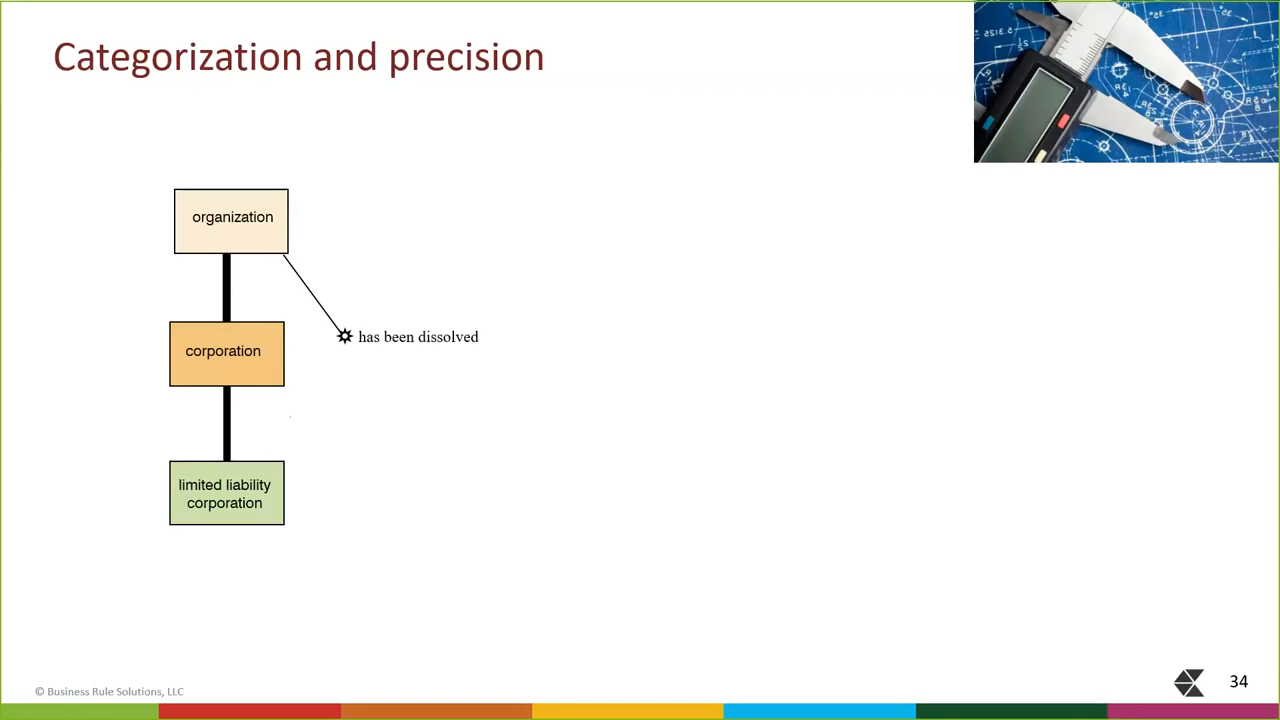 Categorization and precision
organization
corporation
has been dissolved
limited liability
corporation
© Business Rule Solutions, LLC
34